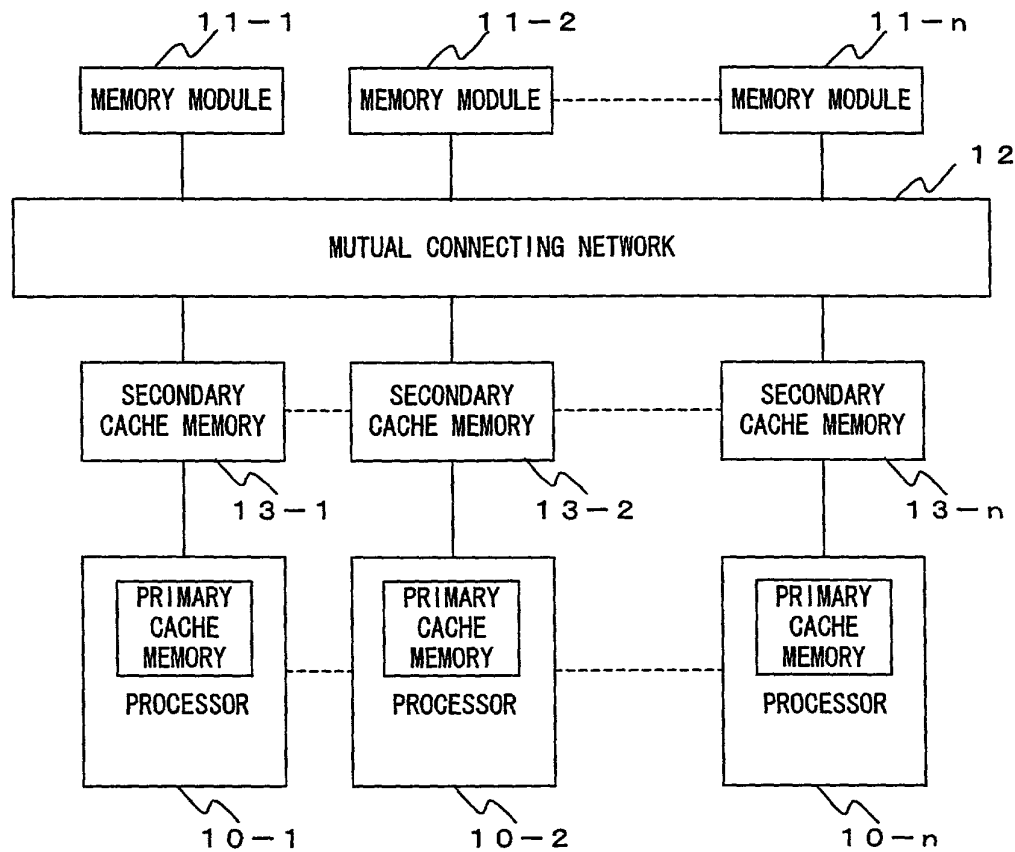 11-1
11-2
11-n
MEMORY MODULE
MEMORY MODULE
MEMORY MODULE
12
MUTUAL CONNECTING NETWORK
SECONDARY
CACHE MEMORY
SECONDARY
CACHE MEMORY
SECONDARY
CACHE MEMORY
13-1
13-2
13-n
PRIMARY
CACHE
MEMORY
PROCESSOR
PRIMARY
CACHE
MEMORY
PROCESSOR
PRIMARY
CACHE
MEMORY
PROCESSOR
10-1
10-2
10-n